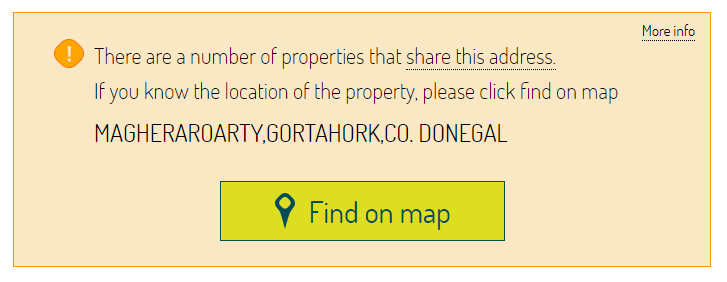 More info
There are a number of properties that share this address.
If you know the location of the property, please click find on map
MAGHERAROARTY,GORTAHORK,CO. DONEGAL
Find on map